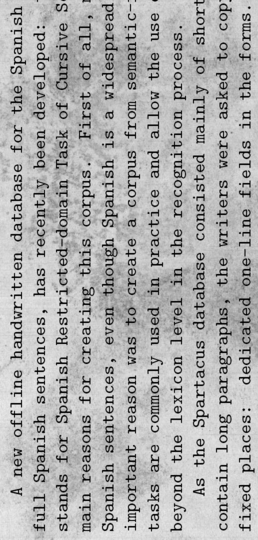 A new offline handwritten database for the Spanish
full Spanish sentences, has recently been developed:
stands for Spanish Restricted-domain Task of Cursive
main reasons for creating this corpus. First of all,
Spanish sentences, even though Spanish is a widespread
important reason was to create a corpus from semantic-
tasks are commonly used in practice and allow the use
beyond the lexicon level in the recognition process.
As the Spartacus database consisted mainly of short
contain long paragraphs, the writers were asked to
fixed places: dedicated one-line fields in the forms.